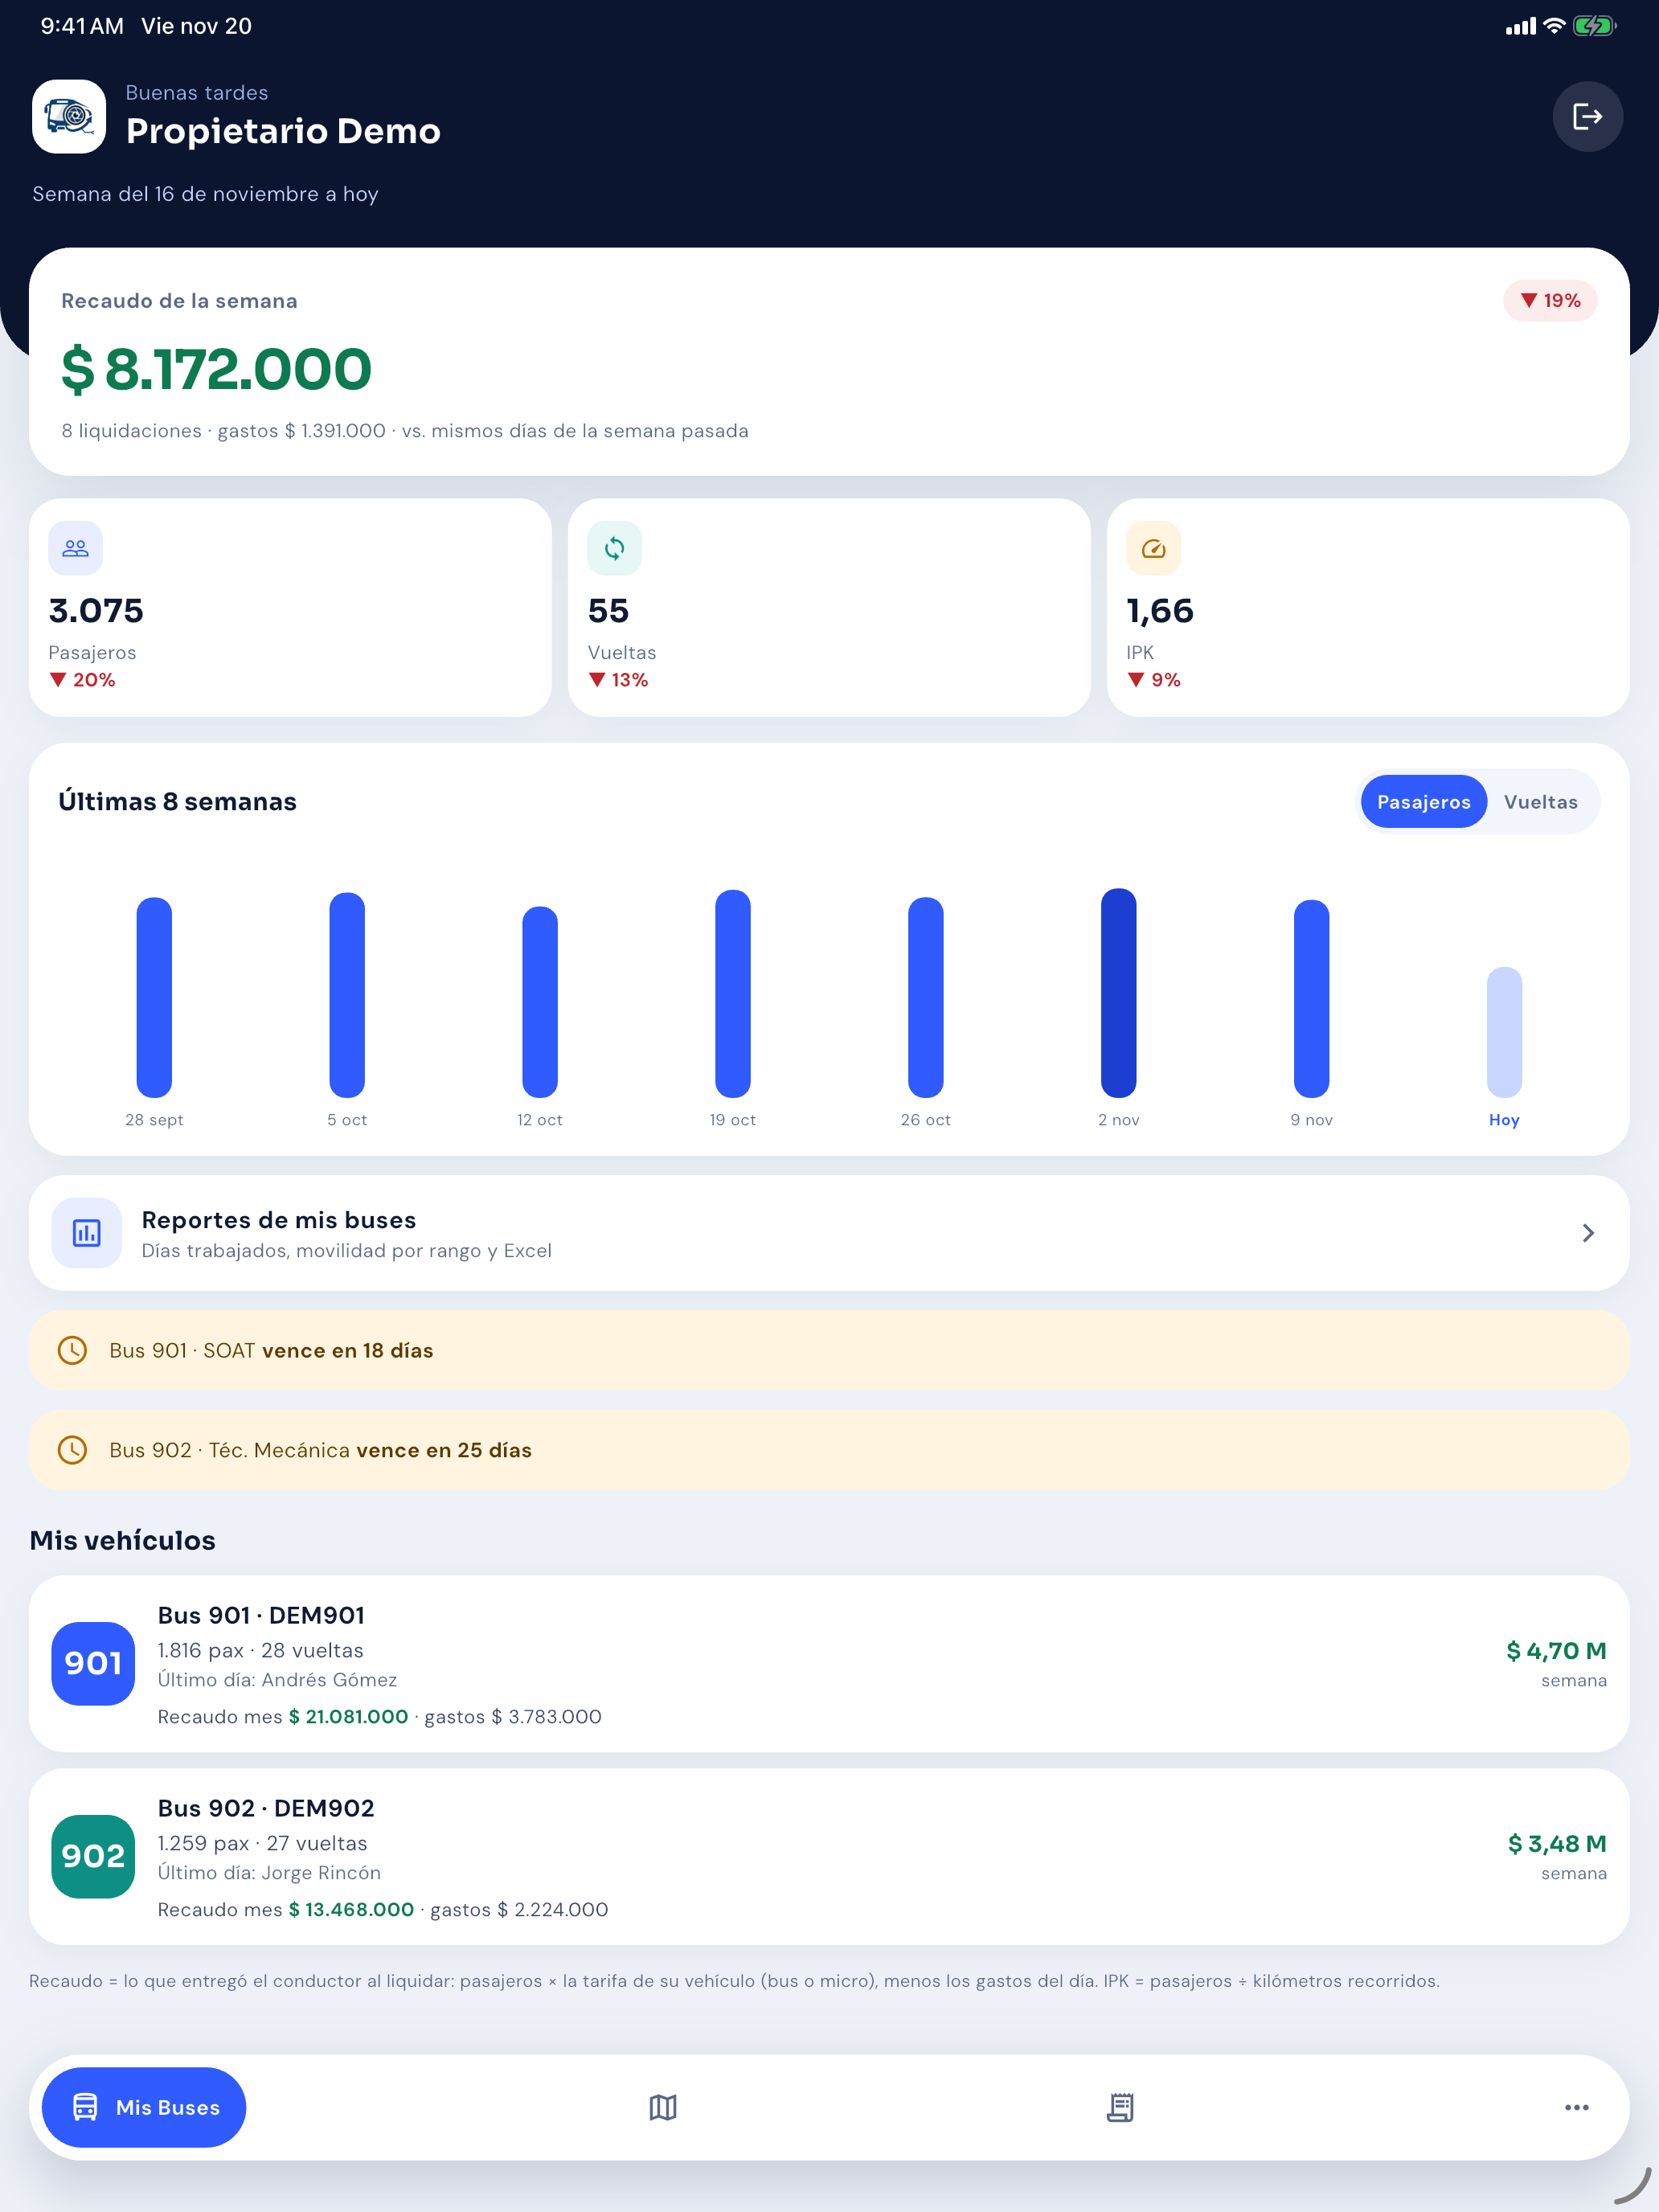 9:41 AM Vie nov 20
Buenas tardes
Propietario Demo
Semana del 16 de noviembre a hoy
Recaudo de la semana
▼ 19%
$ 8.172.000
8 liquidaciones · gastos $ 1.391.000 · vs. mismos días de la semana pasada
3.075
Pasajeros
▼ 20%
55
Vueltas
▼ 13%
1,66
IPK
▼ 9%
Últimas 8 semanas
Pasajeros Vueltas
28 sept 5 oct 12 oct 19 oct 26 oct 2 nov 9 nov Hoy
Reportes de mis buses
Días trabajados, movilidad por rango y Excel
Bus 901 · SOAT vence en 18 días
Bus 902 · Téc. Mecánica vence en 25 días
Mis vehículos
901
Bus 901 · DEM901
1.816 pax · 28 vueltas
Último día: Andrés Gómez
Recaudo mes $ 21.081.000 · gastos $ 3.783.000
$ 4,70 M
semana
902
Bus 902 · DEM902
1.259 pax · 27 vueltas
Último día: Jorge Rincón
Recaudo mes $ 13.468.000 · gastos $ 2.224.000
$ 3,48 M
semana
Recaudo = lo que entregó el conductor al liquidar: pasajeros × la tarifa de su vehículo (bus o micro), menos los gastos del día. IPK = pasajeros ÷ kilómetros recorridos.
Mis Buses